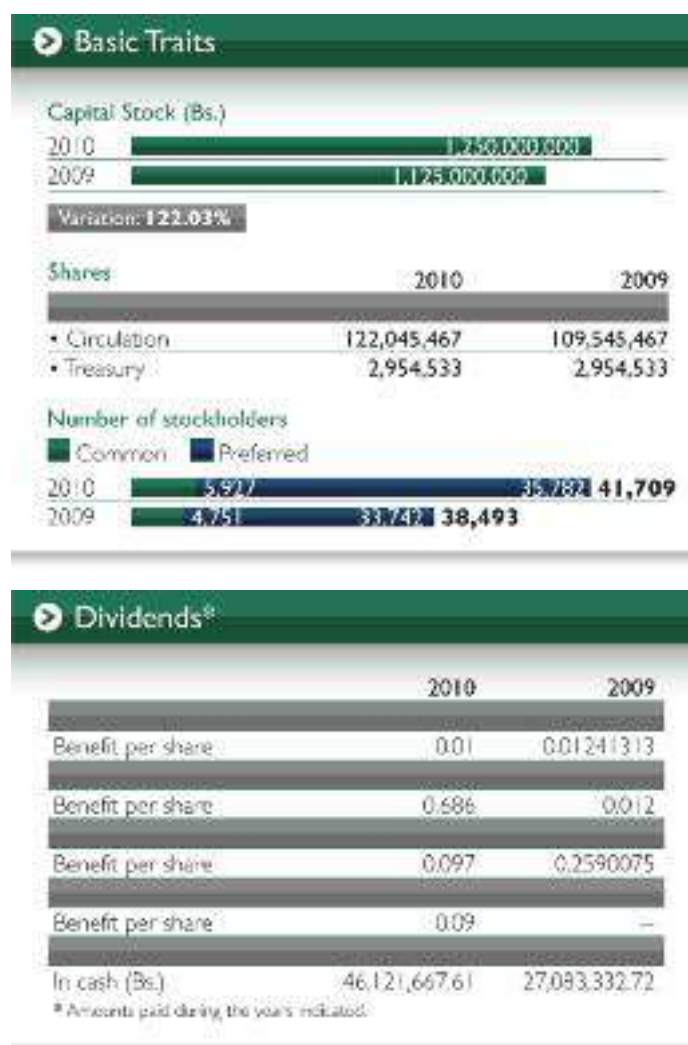 Basic Traits
Capital Stock (Bs.)
2010 1,250,000,000
2009 1,125,000,000
Variation: 122.03%
Shares 2010 2009
• Circulation 122,045,467 109,545,467
• Treasury 2,954,533 2,954,533
Number of stockholders
Common Preferred
2010 5,927 35,782 41,709
2009 4,751 33,742 38,493
Dividends*
2010 2009
Benefit per share 0.01 0.01241313
Benefit per share 0.686 0.012
Benefit per share 0.097 0.2590075
Benefit per share 0.09 –
In cash (Bs.) 46,121,667.61 27,083,332.72
* Amounts paid during the years indicated.